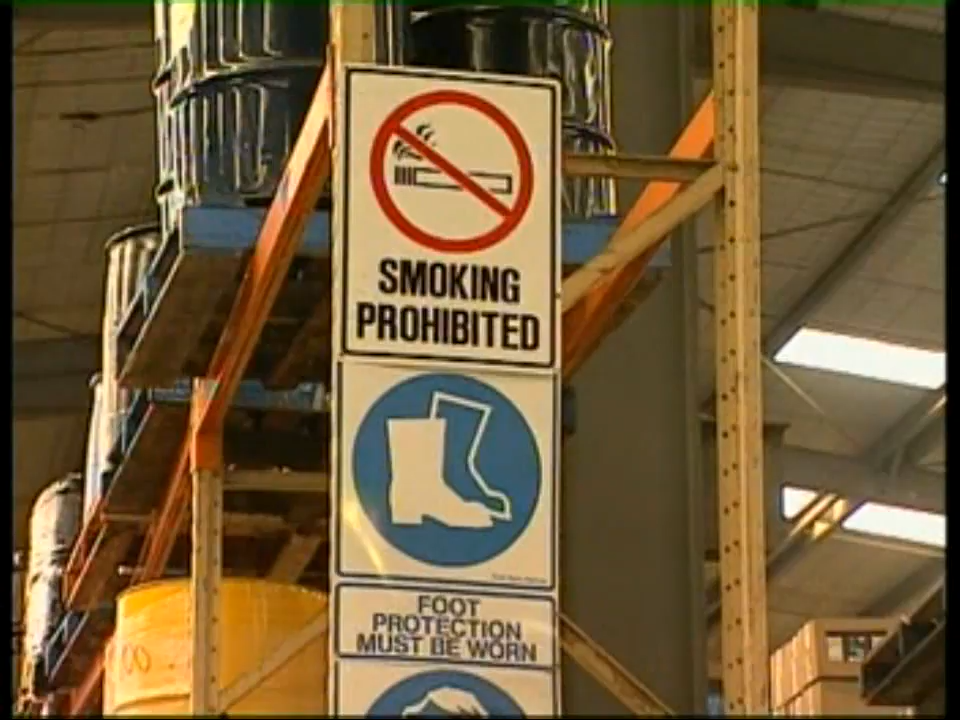 SMOKING
PROHIBITED
FOOT
PROTECTION
MUST BE WORN